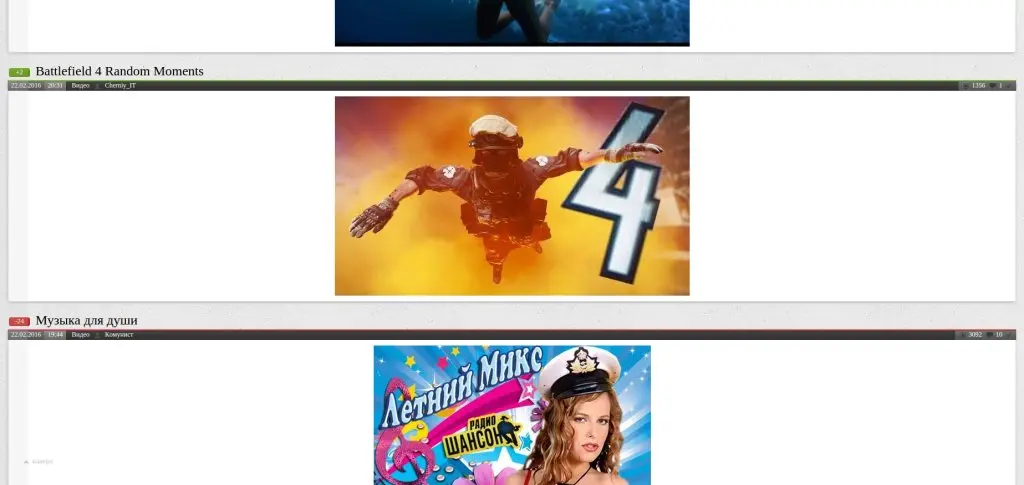 +2 Battlefield 4 Random Moments
22.02.2016 20:31 Видео Cherniy_IT 1356 1
4
-24 Музыка для души
22.02.2016 19:44 Видео Комунист 3092 10
Летний Микс
РАДИО
ШАНСОН